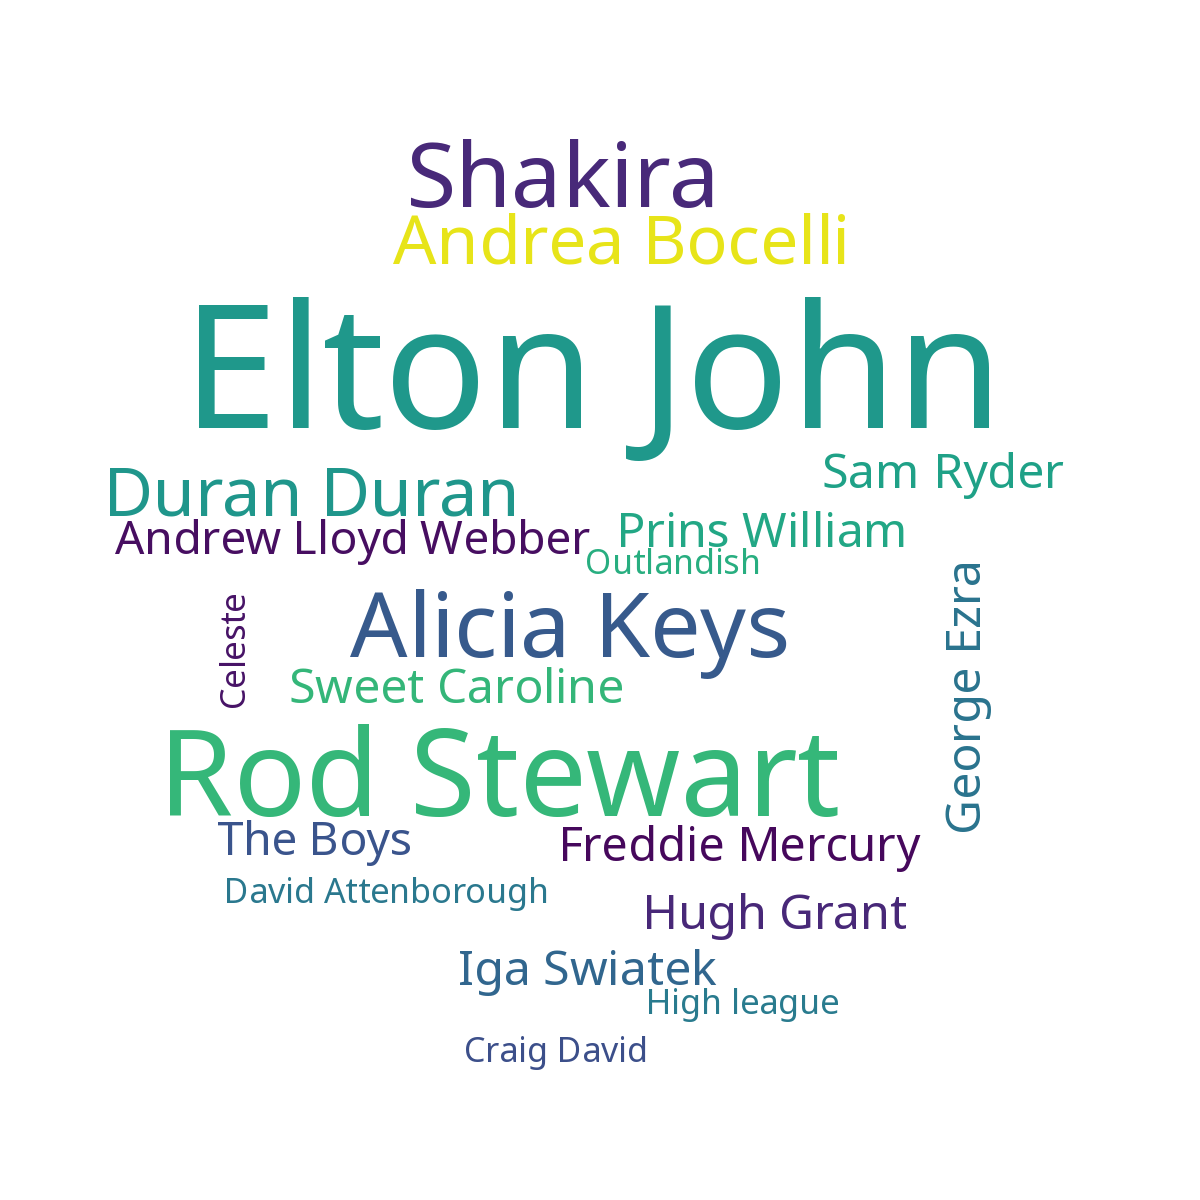 Shakira
Andrea Bocelli
Elton John
Duran Duran
Sam Ryder
Andrew Lloyd Webber
Prins William
Outlandish
Celeste
Alicia Keys
George Ezra
Sweet Caroline
Rod Stewart
The Boys
Freddie Mercury
David Attenborough
Hugh Grant
Iga Swiatek
High league
Craig David